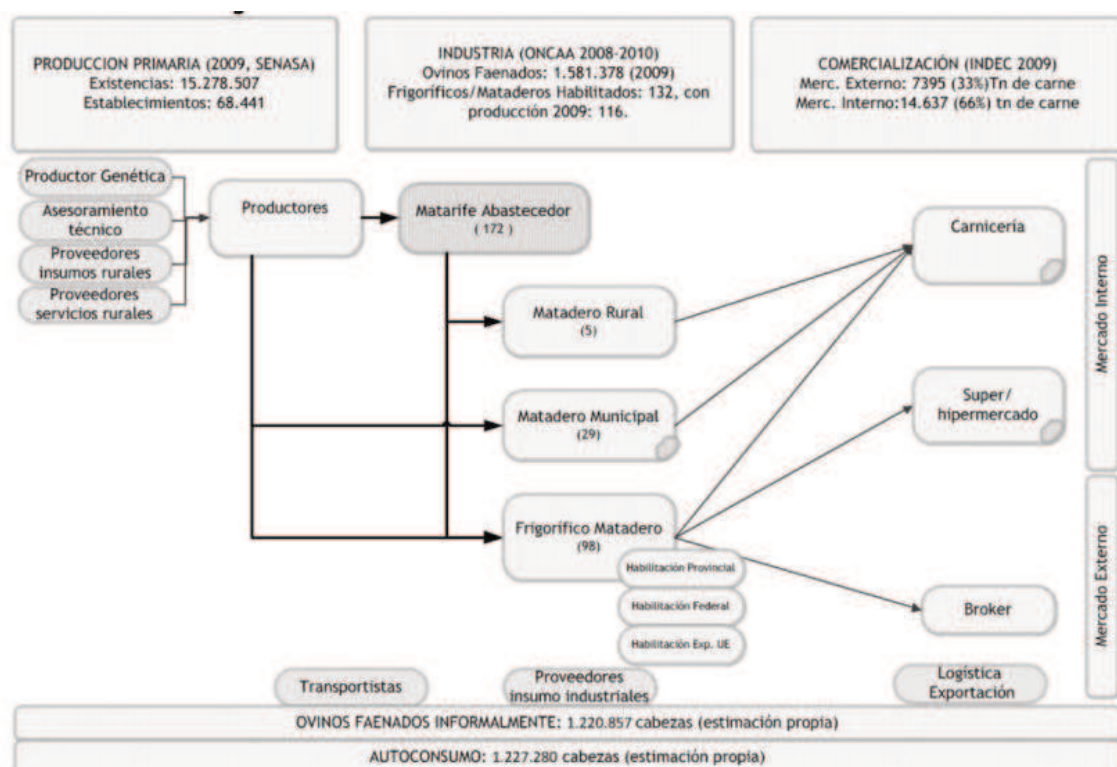 PRODUCCION PRIMARIA (2009, SENASA)
Existencias: 15.278.507
Establecimientos: 68.441
INDUSTRIA (ONCAA 2008-2010)
Ovinos Faenados: 1.581.378 (2009)
Frigoríficos/Mataderos Habilitados: 132, con
producción 2009: 116.
COMERCIALIZACIÓN (INDEC 2009)
Merc. Externo: 7395 (33%)Tn de carne
Merc. Interno:14.637 (66%) tn de carne
Productor Genética
Asesoramiento
técnico
Proveedores
insumos rurales
Proveedores
servicios rurales
Productores
Matarife Abastecedor
( 172 )
Matadero Rural
(5)
Matadero Municipal
(29)
Frigorífico Matadero
(98)
Habilitación Provincial
Habilitación Federal
Habilitación Exp. UE
Carnicería
Super/
hipermercado
Broker
Mercado Interno
Mercado Externo
Transportistas
Proveedores
insumo industriales
Logística
Exportación
OVINOS FAENADOS INFORMALMENTE: 1.220.857 cabezas (estimación propia)
AUTOCONSUMO: 1.227.280 cabezas (estimación propia)